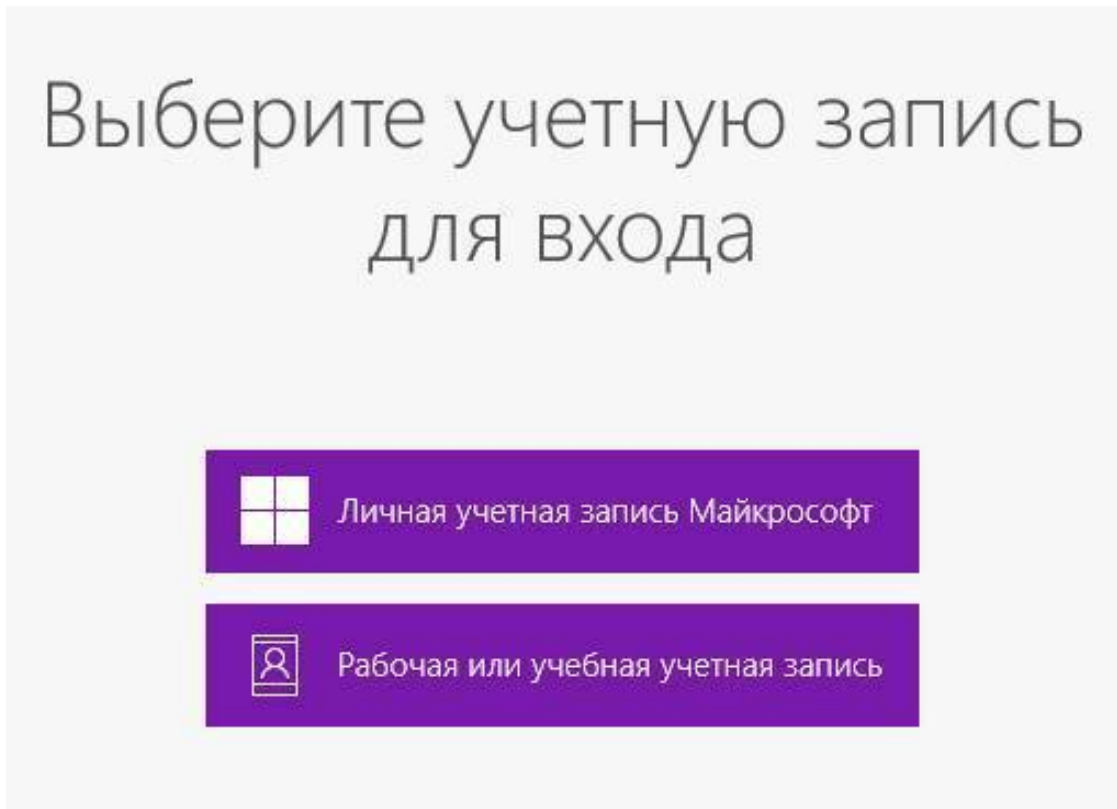 Выберите учетную запись
для входа
Личная учетная запись Майкрософт
Рабочая или учебная учетная запись